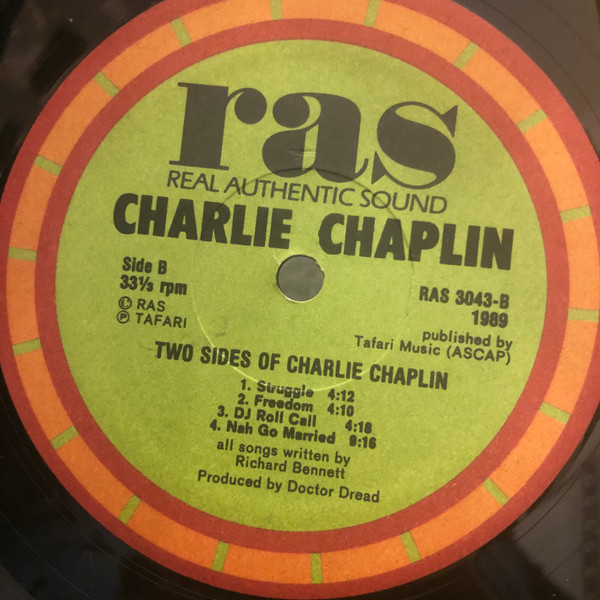 ras
REAL AUTHENTIC SOUND
CHARLIE CHAPLIN
Side B
33⅓ rpm
Ⓒ RAS
Ⓟ TAFARI
RAS 3043-B
1989
published by
Tafari Music (ASCAP)
TWO SIDES OF CHARLIE CHAPLIN
1. Struggle 4:12
2. Freedom 4:10
3. DJ Roll Call 4:18
4. Nah Go Married 9:16
all songs written by
Richard Bennett
Produced by Doctor Dread